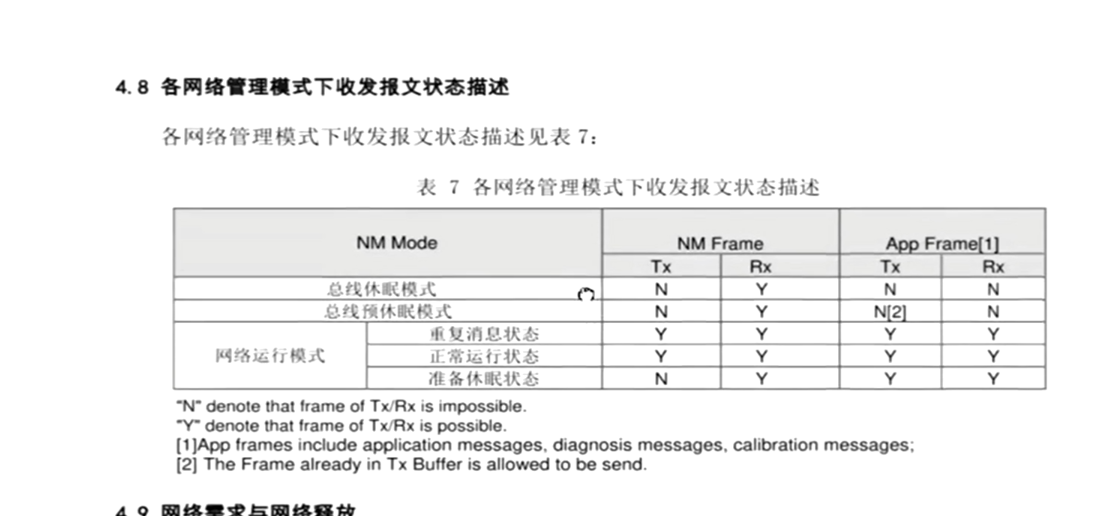 4.8 各网络管理模式下收发报文状态描述
各网络管理模式下收发报文状态描述见表 7：
表 7 各网络管理模式下收发报文状态描述
NM Mode NM Frame App Frame[1]
Tx Rx Tx Rx
总线休眠模式 N Y N N
总线预休眠模式 N Y N[2] N
网络运行模式 重复消息状态 Y Y Y Y
正常运行状态 Y Y Y Y
准备休眠状态 N Y Y Y
"N" denote that frame of Tx/Rx is impossible.
"Y" denote that frame of Tx/Rx is possible.
[1]App frames include application messages, diagnosis messages, calibration messages;
[2] The Frame already in Tx Buffer is allowed to be send.
4.9 网络需求与网络释放